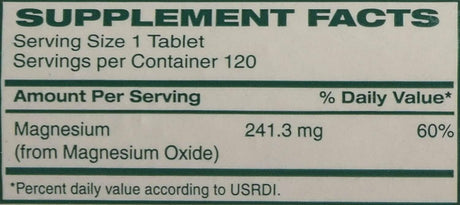 SUPPLEMENT FACTS
Serving Size 1 Tablet
Servings per Container 120
Amount Per Serving % Daily Value*
Magnesium 241.3 mg 60%
(from Magnesium Oxide)
*Percent daily value according to USRDI.